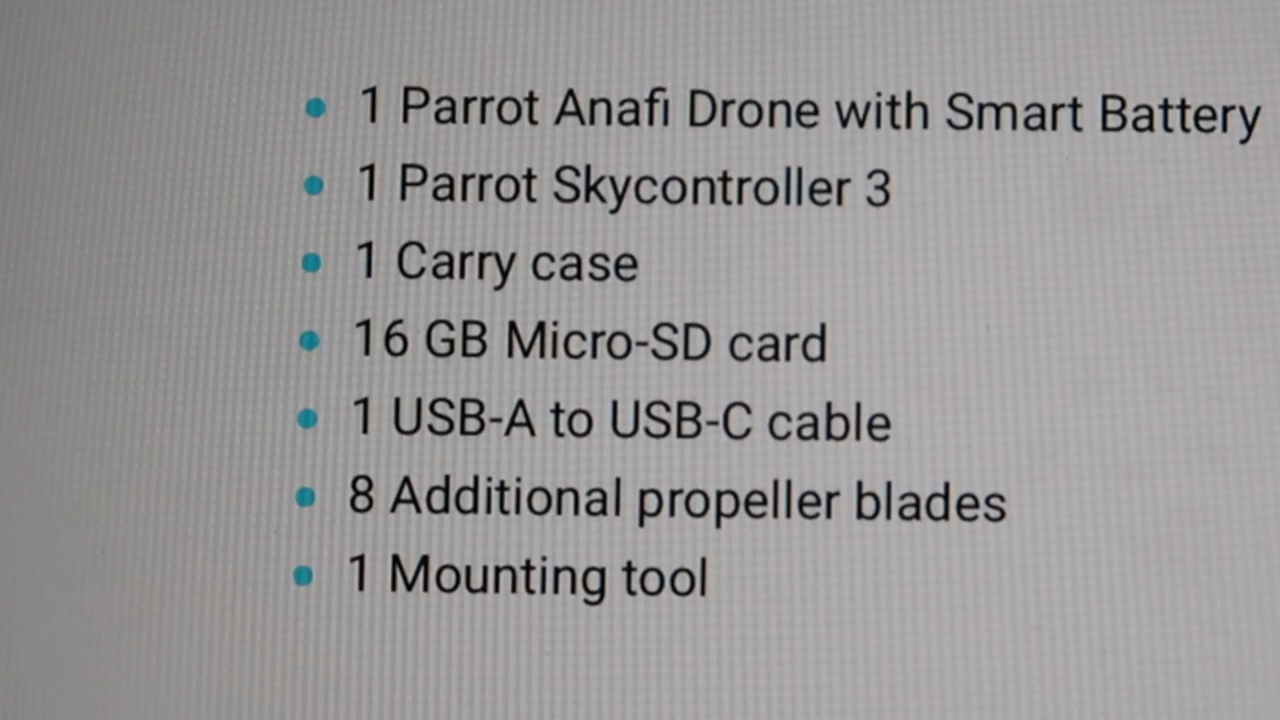 1 Parrot Anafi Drone with Smart Battery
1 Parrot Skycontroller 3
1 Carry case
16 GB Micro-SD card
1 USB-A to USB-C cable
8 Additional propeller blades
1 Mounting tool